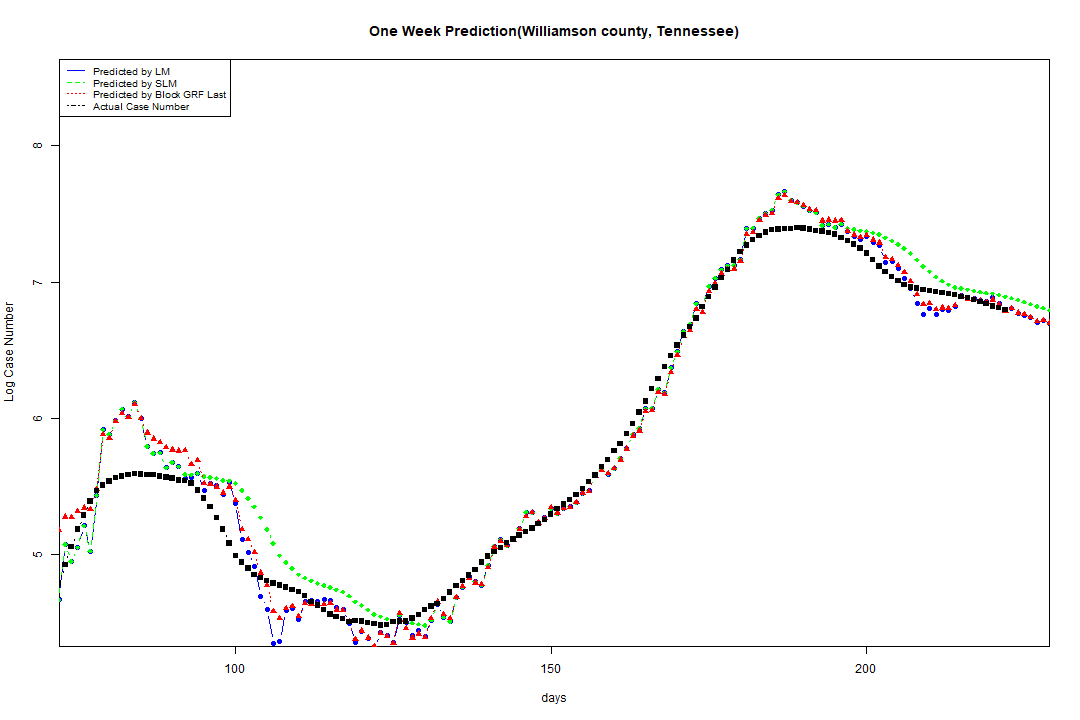 One Week Prediction(Williamson county, Tennessee)
Predicted by LM
Predicted by SLM
Predicted by Block GRF Last
Actual Case Number
8
7
6
5
Log Case Number
100 150 200
days